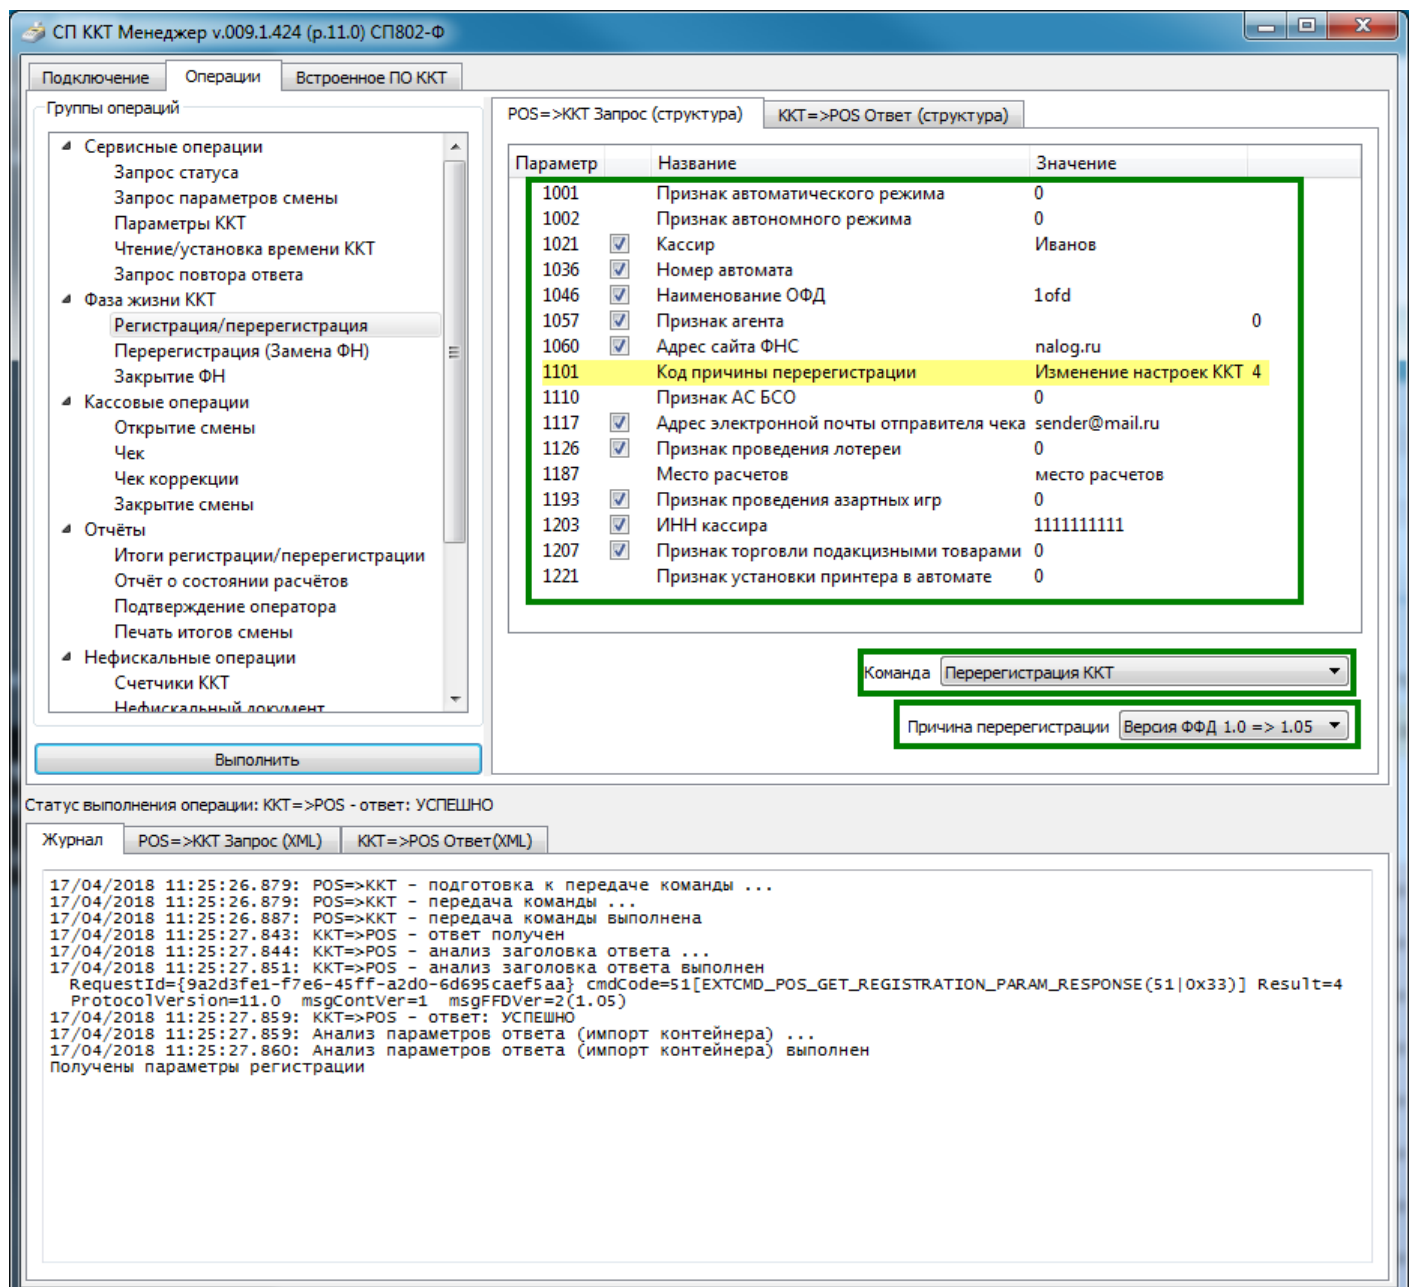 СП ККТ Менеджер v.009.1.424 (р.11.0) СП802-Ф
Подключение Операции Встроенное ПО ККТ
Группы операций
Сервисные операции
Запрос статуса
Запрос параметров смены
Параметры ККТ
Чтение/установка времени ККТ
Запрос повтора ответа
Фаза жизни ККТ
Регистрация/перерегистрация
Перерегистрация (Замена ФН)
Закрытие ФН
Кассовые операции
Открытие смены
Чек
Чек коррекции
Закрытие смены
Отчёты
Итоги регистрации/перерегистрации
Отчёт о состоянии расчётов
Подтверждение оператора
Печать итогов смены
Нефискальные операции
Счетчики ККТ
Нефискальный документ
Выполнить
POS=>ККТ Запрос (структура) ККТ=>POS Ответ (структура)
Параметр Название Значение
1001 Признак автоматического режима 0
1002 Признак автономного режима 0
1021 Кассир Иванов
1036 Номер автомата
1046 Наименование ОФД 1ofd
1057 Признак агента 0
1060 Адрес сайта ФНС nalog.ru
1101 Код причины перерегистрации Изменение настроек ККТ 4
1110 Признак АС БСО 0
1117 Адрес электронной почты отправителя чека sender@mail.ru
1126 Признак проведения лотереи 0
1187 Место расчетов место расчетов
1193 Признак проведения азартных игр 0
1203 ИНН кассира 1111111111
1207 Признак торговли подакцизными товарами 0
1221 Признак установки принтера в автомате 0
Команда Перерегистрация ККТ
Причина перерегистрации Версия ФФД 1.0 => 1.05
Статус выполнения операции: ККТ=>POS - ответ: УСПЕШНО
Журнал POS=>ККТ Запрос (XML) ККТ=>POS Ответ(XML)
17/04/2018 11:25:26.879: POS=>ККТ - подготовка к передаче команды ...
17/04/2018 11:25:26.879: POS=>ККТ - передача команды ...
17/04/2018 11:25:26.887: POS=>ККТ - передача команды выполнена
17/04/2018 11:25:27.843: ККТ=>POS - ответ получен
17/04/2018 11:25:27.844: ККТ=>POS - анализ заголовка ответа ...
17/04/2018 11:25:27.851: ККТ=>POS - анализ заголовка ответа выполнен
RequestId={9a2d3fe1-f7e6-45ff-a2d0-6d695caef5aa} cmdCode=51[EXTCMD_POS_GET_REGISTRATION_PARAM_RESPONSE(51|0x33)] Result=4
ProtocolVersion=11.0 msgContVer=1 msgFFDVer=2(1.05)
17/04/2018 11:25:27.859: ККТ=>POS - ответ: УСПЕШНО
17/04/2018 11:25:27.859: Анализ параметров ответа (импорт контейнера) ...
17/04/2018 11:25:27.860: Анализ параметров ответа (импорт контейнера) выполнен
Получены параметры регистрации